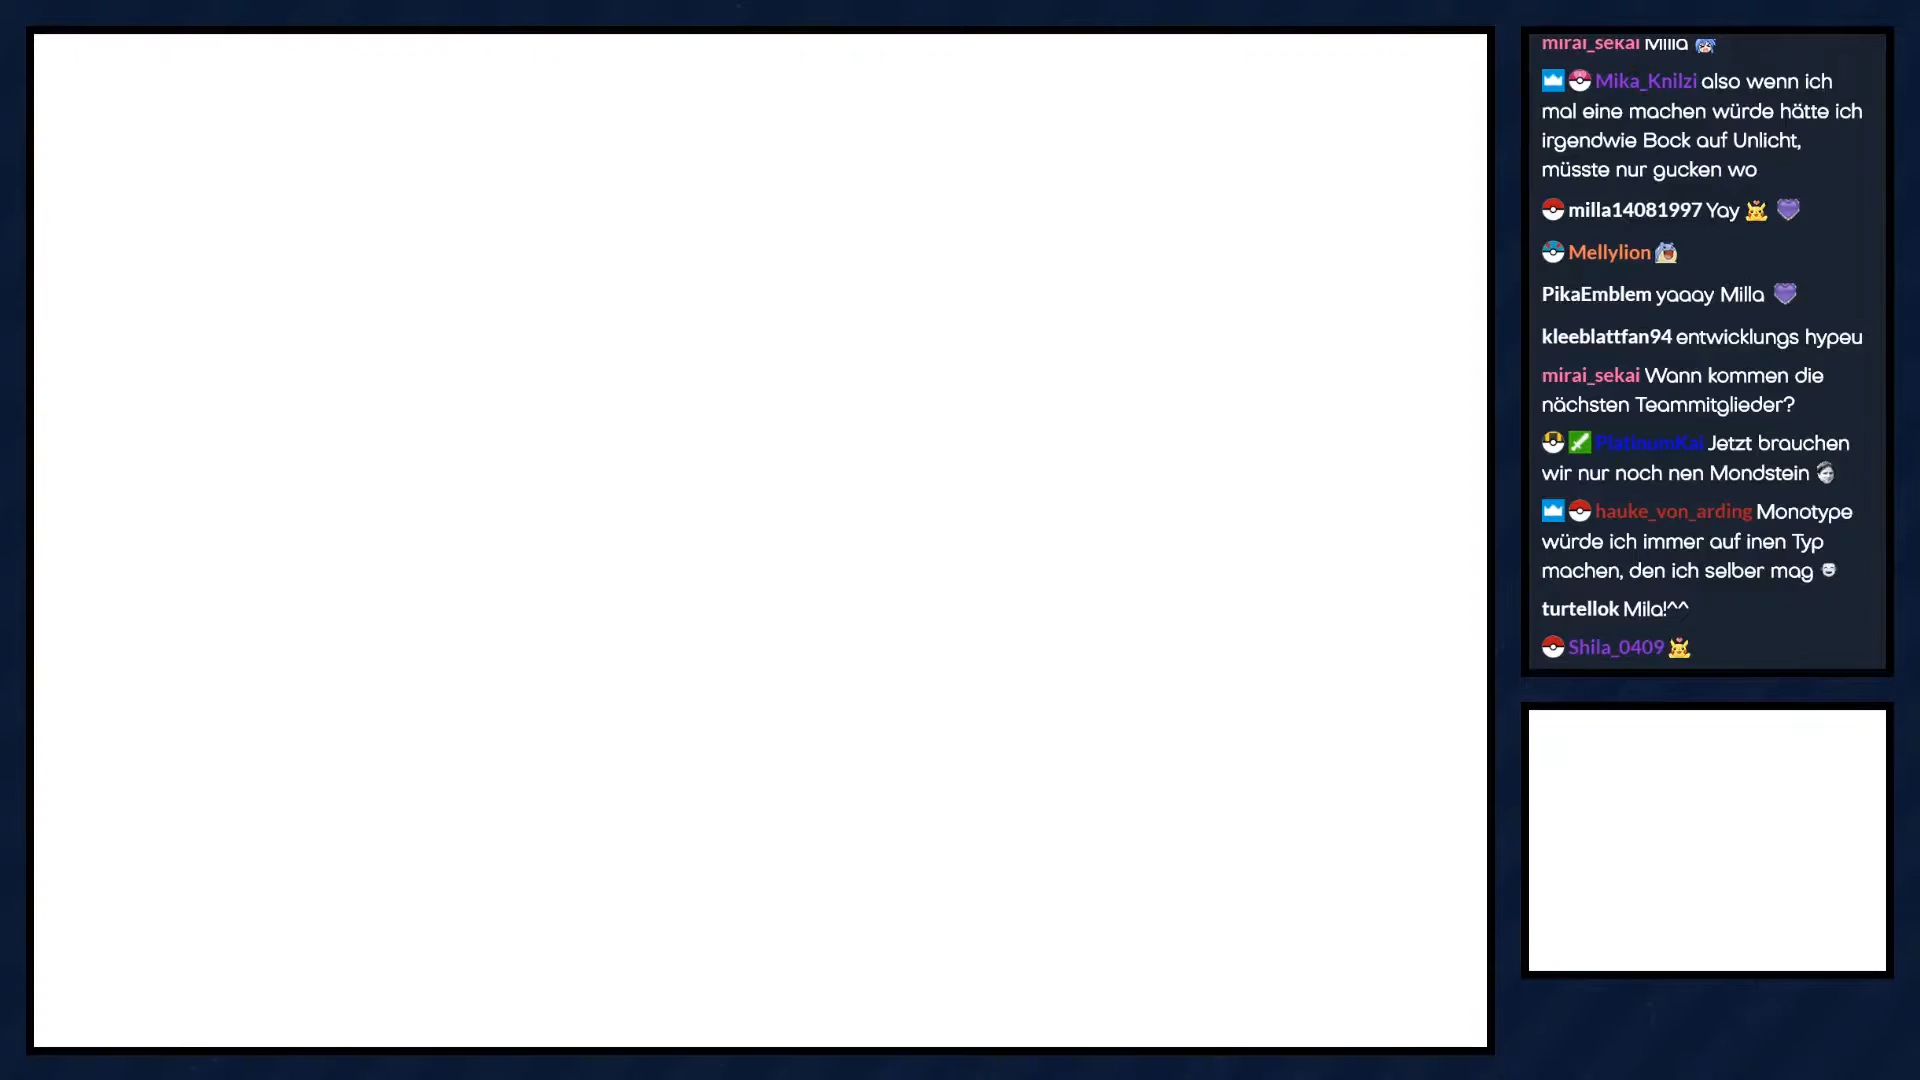 mirai_sekai Milla
Mika_Knilzi also wenn ich
mal eine machen würde hätte ich
irgendwie Bock auf Unlicht,
müsste nur gucken wo
milla14081997 Yay
Mellylion
PikaEmblem yaaay Milla
kleeblattfan94 entwicklungs hypeu
mirai_sekai Wann kommen die
nächsten Teammitglieder?
PlatinumKai Jetzt brauchen
wir nur noch nen Mondstein
hauke_von_arding Monotype
würde ich immer auf inen Typ
machen, den ich selber mag
turtellok Mila!^^
Shila_0409